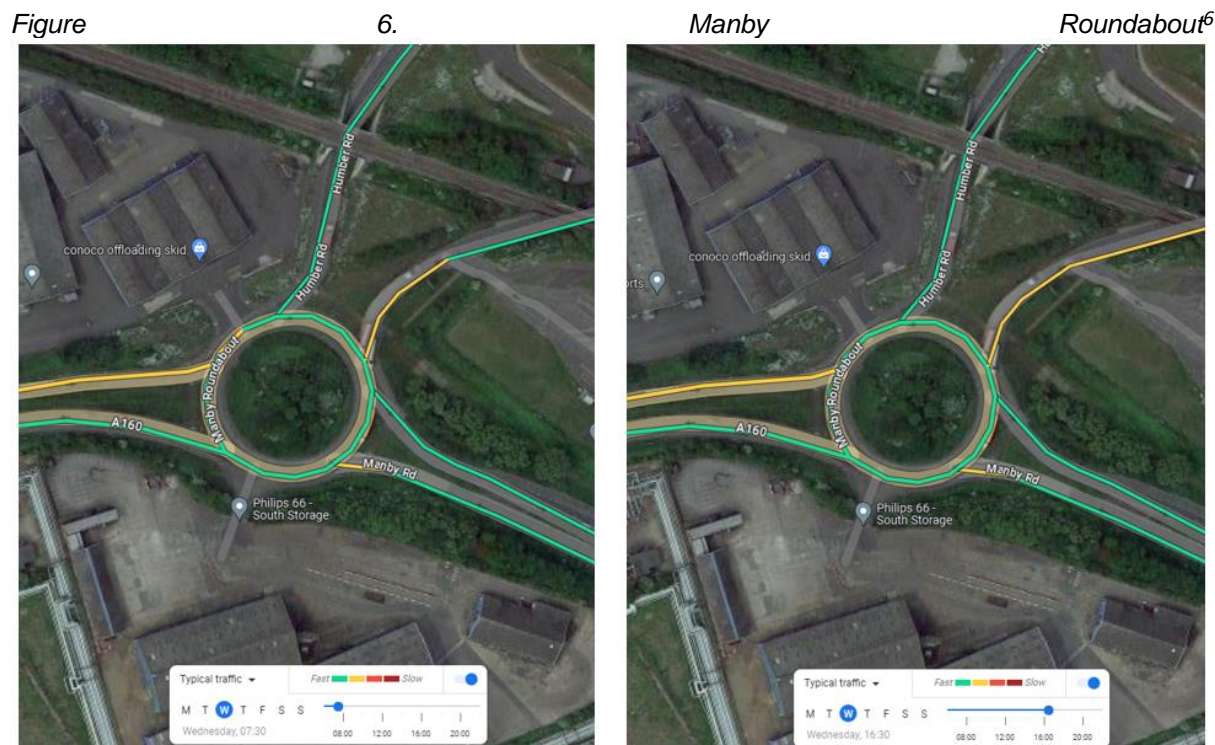 Figure 6. Manby Roundabout6
Hu
Humber Rd
Humber Rd
conoco offloading skid
Humber Rd
Manby Roundabout
A160
Manby Rd
Philips 66 -
South Storage
Typical traffic
Fast
Slow
M T W T F S S
Wednesday, 07:30
08:00 12:00 16:00 20:00
Humber Rd
conoco offloading skid
orts
Humber Rd
Manby Roundabout
A160
Manby Rd
Philips 66 -
South Storage
Typical traffic
Fast
Slow
M T W T F S S
Wednesday, 16:30
08:00 12:00 16:00 20:00